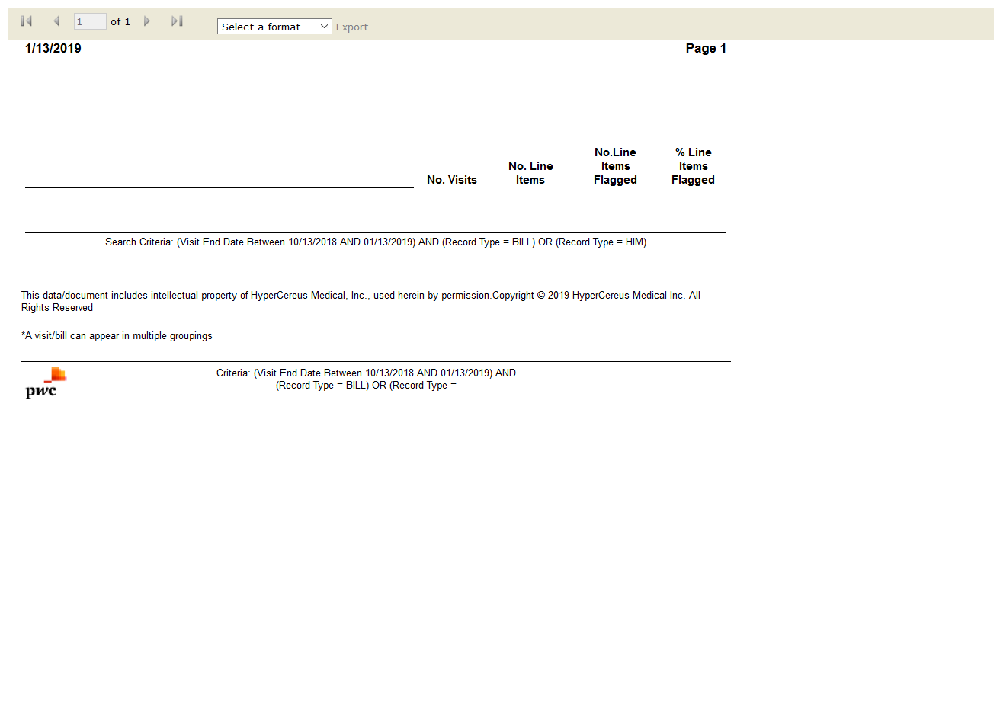 1 of 1 Select a format Export
1/13/2019 Page 1
No.Line % Line
No. Line Items Items
No. Visits Items Flagged Flagged
Search Criteria: (Visit End Date Between 10/13/2018 AND 01/13/2019) AND (Record Type = BILL) OR (Record Type = HIM)
This data/document includes intellectual property of HyperCereus Medical, Inc., used herein by permission.Copyright © 2019 HyperCereus Medical Inc. All
Rights Reserved
*A visit/bill can appear in multiple groupings
Criteria: (Visit End Date Between 10/13/2018 AND 01/13/2019) AND
(Record Type = BILL) OR (Record Type =
pwc